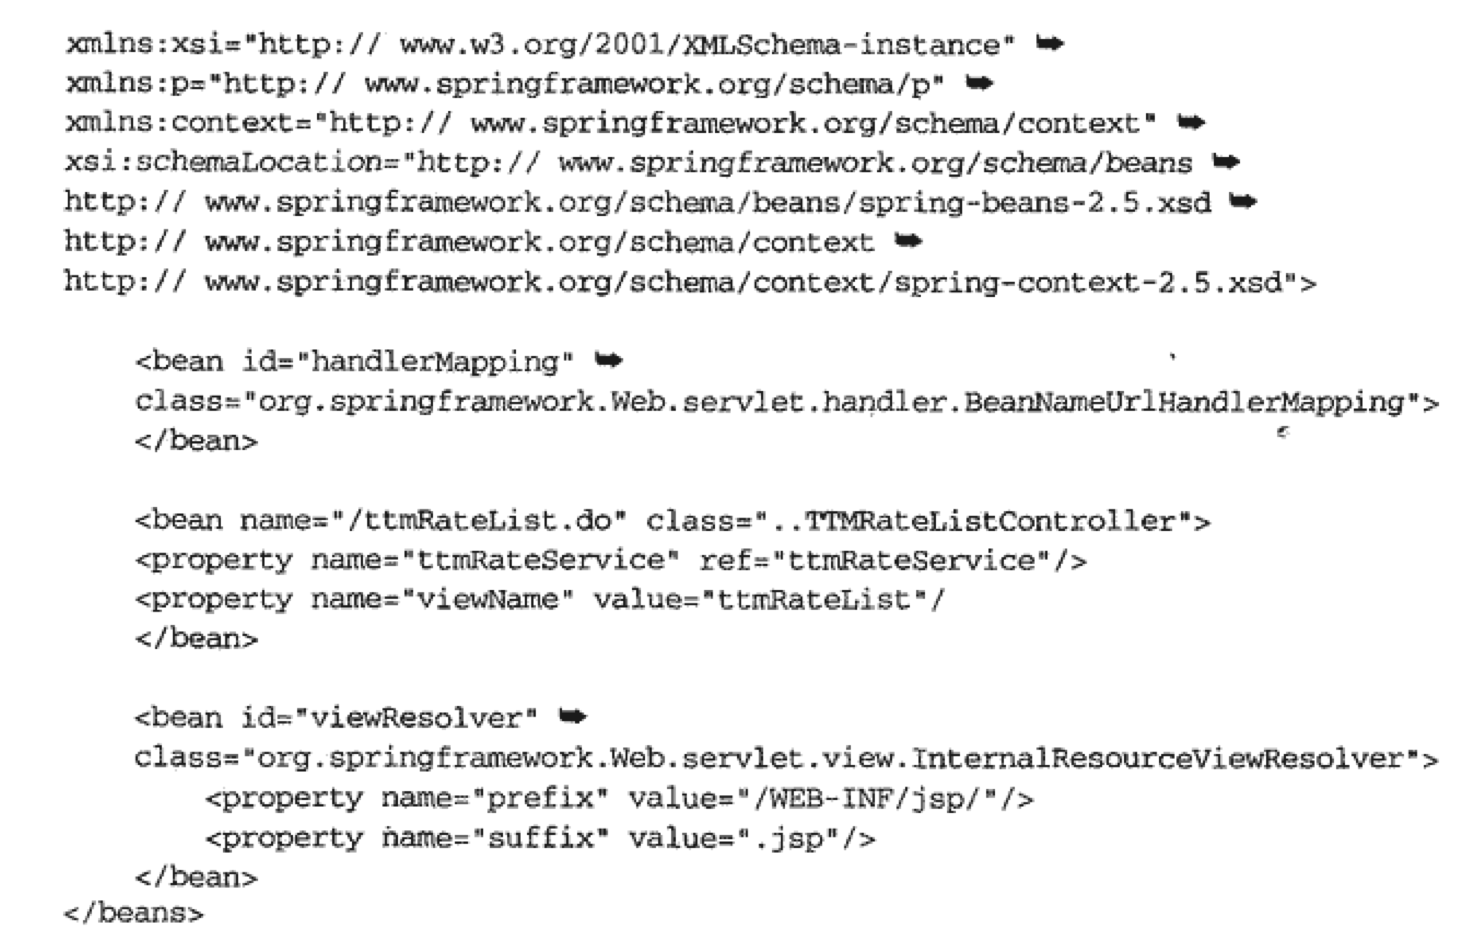 xmlns:xsi="http:// www.w3.org/2001/XMLSchema-instance" ➥
xmlns:p="http:// www.springframework.org/schema/p" ➥
xmlns:context="http:// www.springframework.org/schema/context" ➥
xsi:schemaLocation="http:// www.springframework.org/schema/beans ➥
http:// www.springframework.org/schema/beans/spring-beans-2.5.xsd ➥
http:// www.springframework.org/schema/context ➥
http:// www.springframework.org/schema/context/spring-context-2.5.xsd">
<bean id="handlerMapping" ➥
class="org.springframework.Web.servlet.handler.BeanNameUrlHandlerMapping">
</bean>
<bean name="/ttmRateList.do" class="..TTMRateListController">
<property name="ttmRateService" ref="ttmRateService"/>
<property name="viewName" value="ttmRateList"/
</bean>
<bean id="viewResolver" ➥
class="org.springframework.Web.servlet.view.InternalResourceViewResolver">
<property name="prefix" value="/WEB-INF/jsp/"/>
<property name="suffix" value=".jsp"/>
</bean>
</beans>